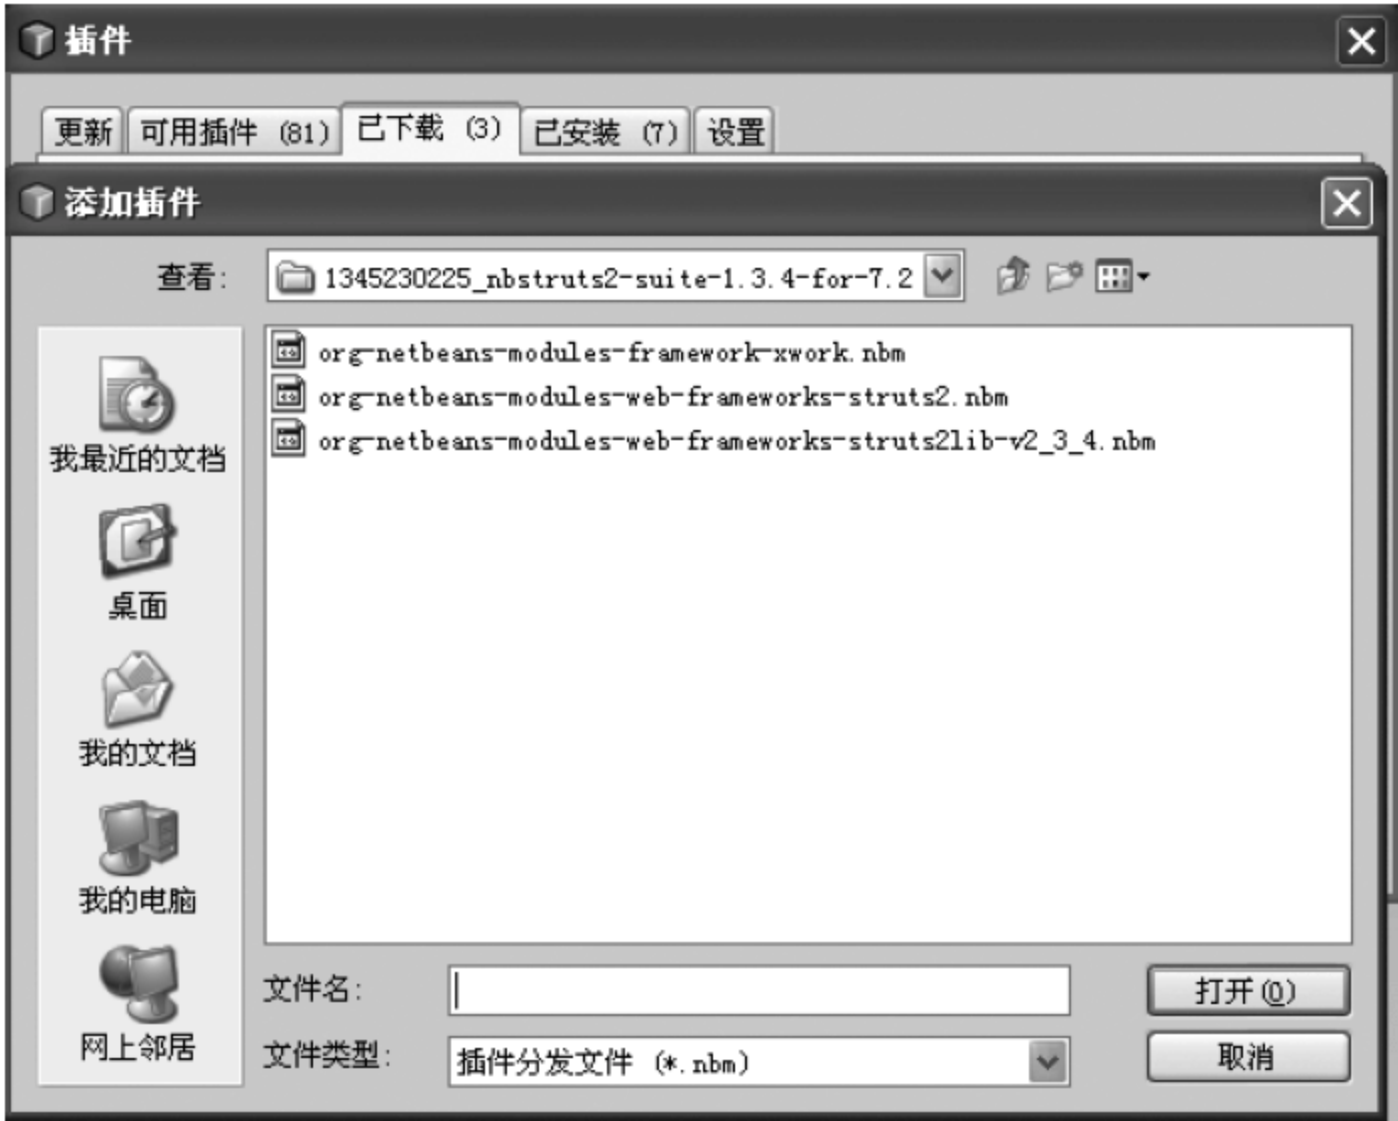 插件
更新 可用插件 (81) 已下载 (3) 已安装 (7) 设置
添加插件
查看: 1345230225_nbstruts2-suite-1.3.4-for-7.2
org-netbeans-modules-framework-xwork.nbm
org-netbeans-modules-web-frameworks-struts2.nbm
org-netbeans-modules-web-frameworks-struts2lib-v2_3_4.nbm
我最近的文档
桌面
我的文档
我的电脑
网上邻居
文件名: 打开(O)
文件类型: 插件分发文件 (*.nbm) 取消